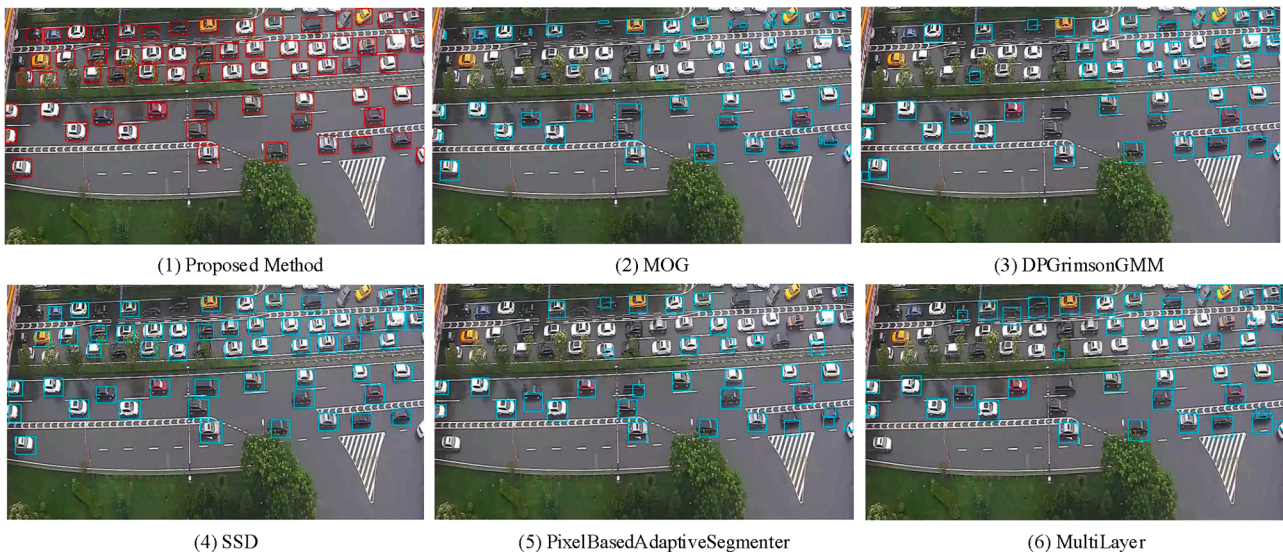 (1) Proposed Method
(2) MOG
(3) DPGrimsonGMM
(4) SSD
(5) PixelBasedAdaptiveSegmenter
(6) MultiLayer